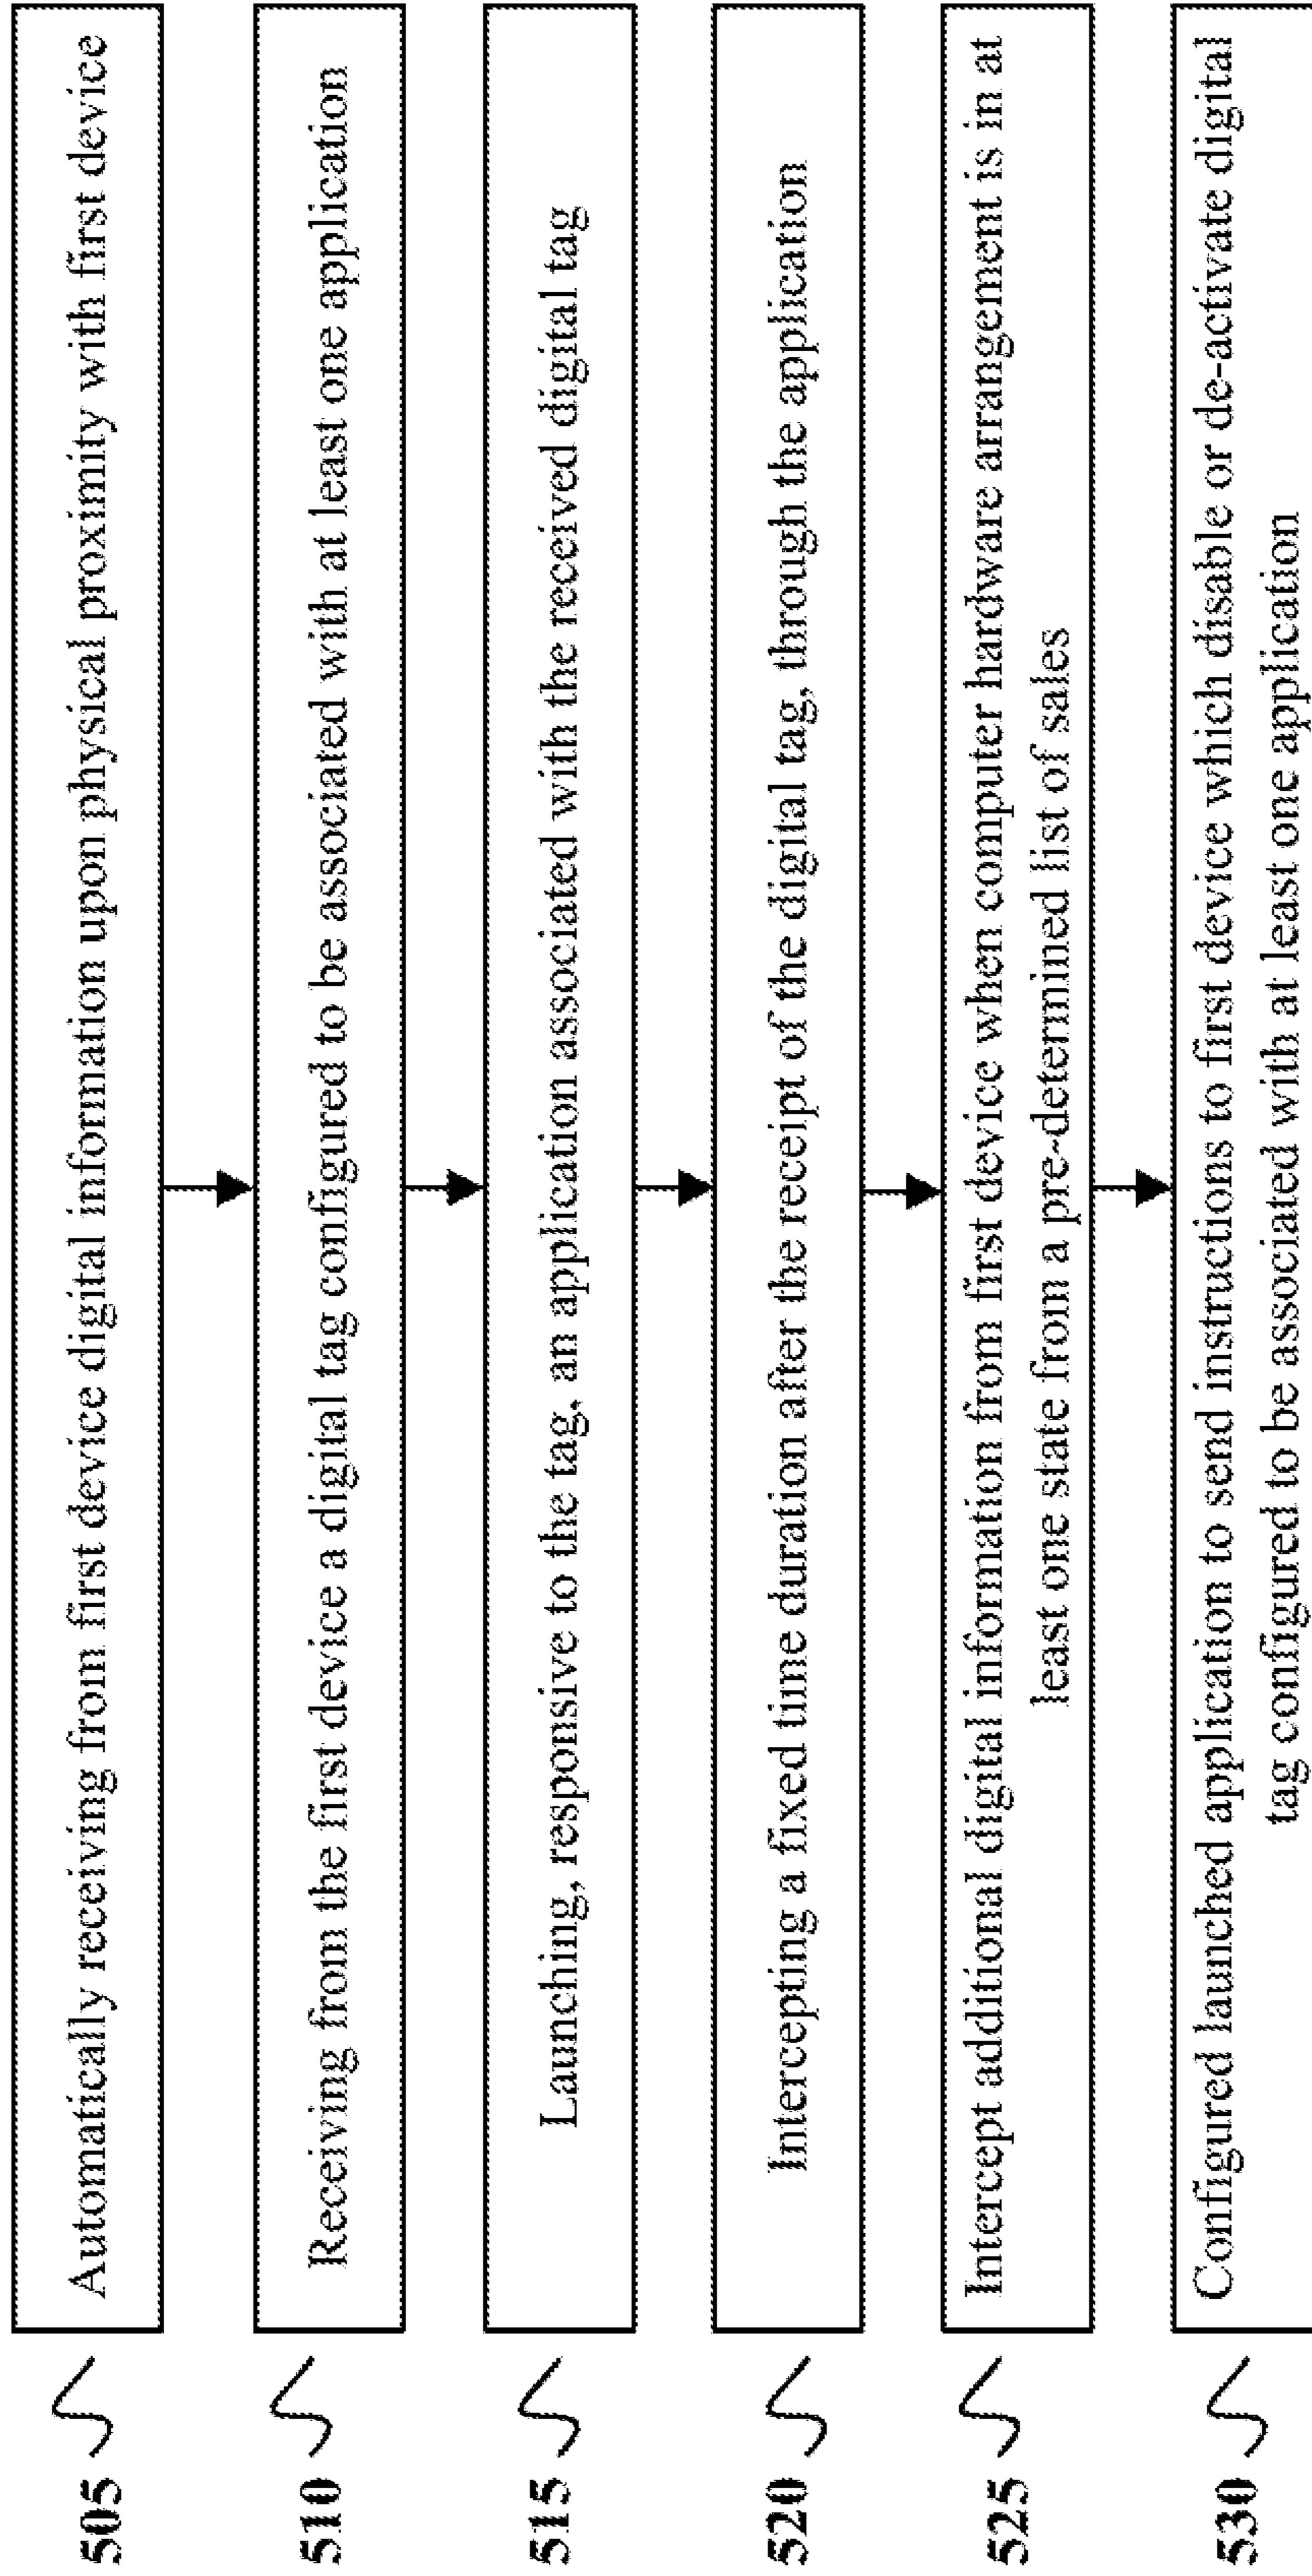 505
Automatically receiving from first device digital information upon physical proximity with first device
510
Receiving from the first device a digital tag configured to be associated with at least one application
515
Launching, responsive to the tag, an application associated with the received digital tag
520
Intercepting a fixed time duration after the receipt of the digital tag, through the application
525
Intercept additional digital information from first device when computer hardware arrangement is in at
least one state from a pre-determined list of sales
530
Configured launched application to send instructions to first device which disable or de-activate digital
tag configured to be associated with at least one application